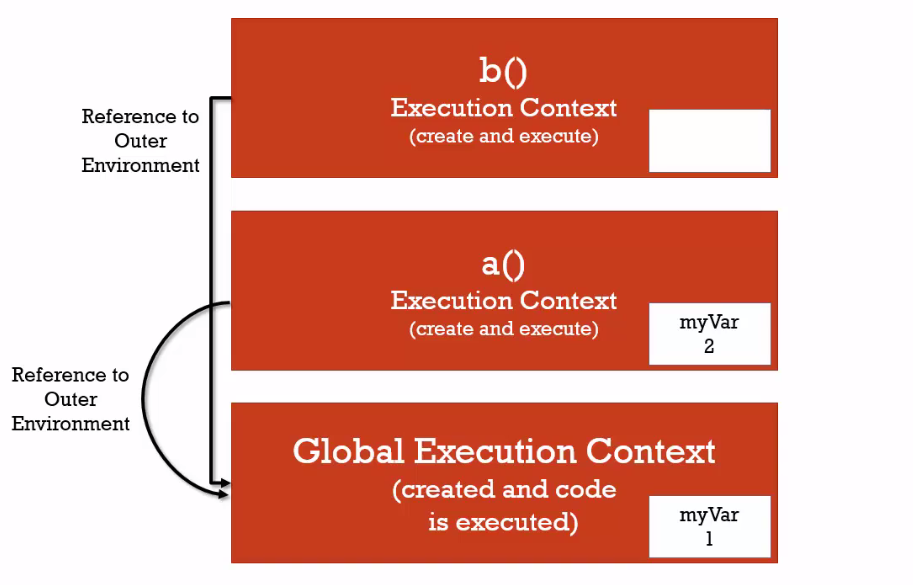 b()
Execution Context
(create and execute)
Reference to
Outer
Environment
a()
Execution Context
(create and execute)
myVar
2
Reference to
Outer
Environment
Global Execution Context
(created and code
is executed)
myVar
1